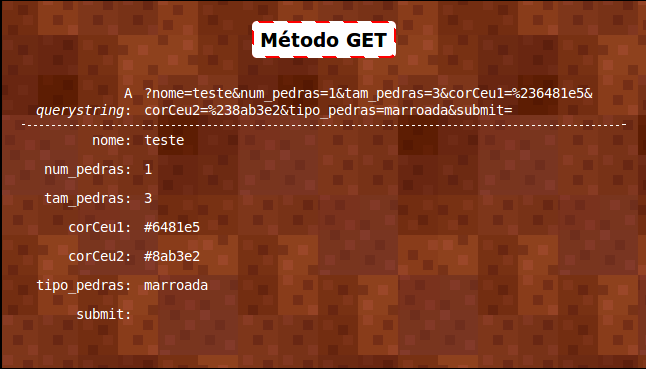 Método GET
A ?nome=teste&num_pedras=1&tam_pedras=3&corCeu1=%236481e5&
querystring: corCeu2=%238ab3e2&tipo_pedras=marroada&submit=
nome: teste
num_pedras: 1
tam_pedras: 3
corCeu1: #6481e5
corCeu2: #8ab3e2
tipo_pedras: marroada
submit: